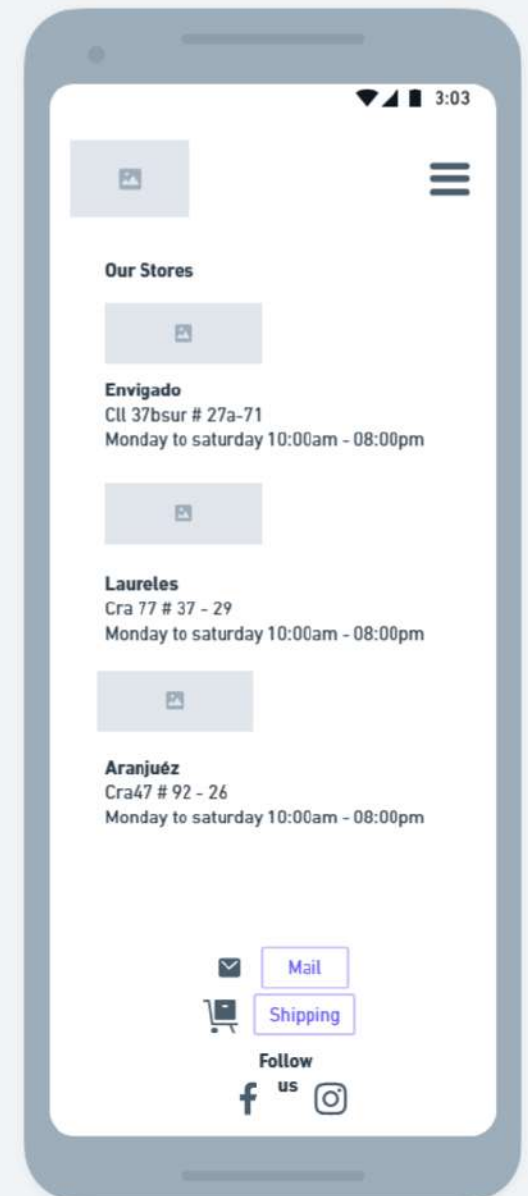 3:03
Our Stores
Envigado
Cll 37bsur # 27a-71
Monday to saturday 10:00am - 08:00pm
Laureles
Cra 77 # 37 - 29
Monday to saturday 10:00am - 08:00pm
Aranjuéz
Cra47 # 92 - 26
Monday to saturday 10:00am - 08:00pm
Mail
Shipping
Follow
us